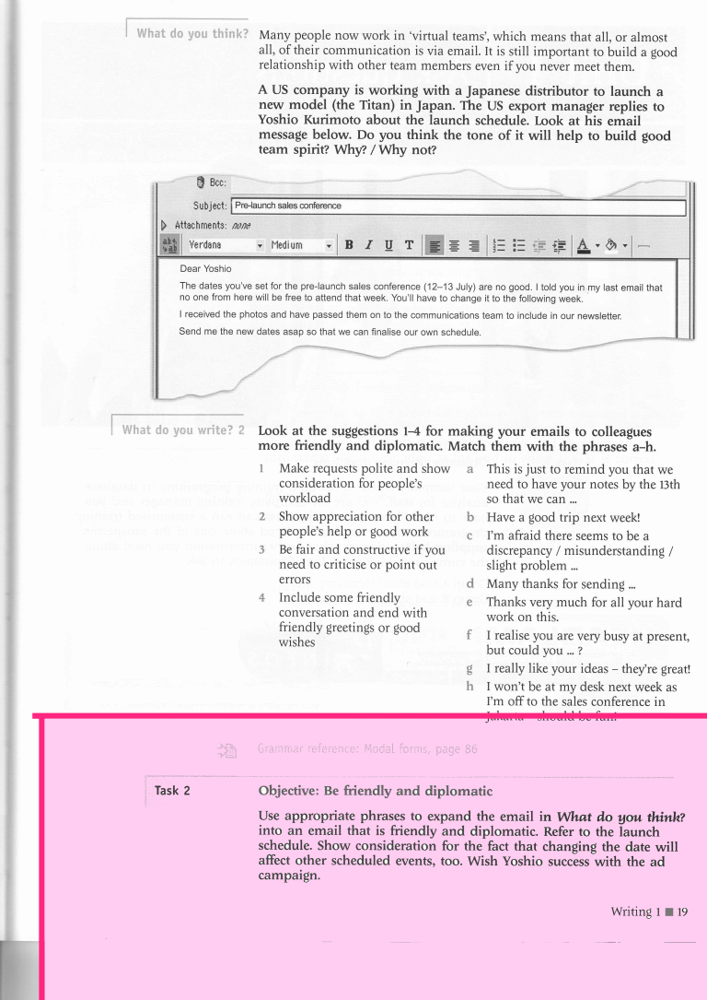 What do you think?
Many people now work in ‘virtual teams’, which means that all, or almost
all, of their communication is via email. It is still important to build a good
relationship with other team members even if you never meet them.
A US company is working with a Japanese distributor to launch a
new model (the Titan) in Japan. The US export manager replies to
Yoshio Kurimoto about the launch schedule. Look at his email
message below. Do you think the tone of it will help to build good
team spirit? Why? / Why not?
Bcc:
Subject: Pre-launch sales conference
Attachments: none
Verdana Medium B I U T A
Dear Yoshio
The dates you’ve set for the pre-launch sales conference (12–13 July) are no good. I told you in my last email that
no one from here will be free to attend that week. You’ll have to change it to the following week.
I received the photos and have passed them on to the communications team to include in our newsletter.
Send me the new dates asap so that we can finalise our own schedule.
What do you write? 2
Look at the suggestions 1–4 for making your emails to colleagues
more friendly and diplomatic. Match them with the phrases a–h.
1 Make requests polite and show
consideration for people’s
workload
2 Show appreciation for other
people’s help or good work
3 Be fair and constructive if you
need to criticise or point out
errors
4 Include some friendly
conversation and end with
friendly greetings or good
wishes
a This is just to remind you that we
need to have your notes by the 13th
so that we can ...
b Have a good trip next week!
c I’m afraid there seems to be a
discrepancy / misunderstanding /
slight problem ...
d Many thanks for sending ...
e Thanks very much for all your hard
work on this.
f I realise you are very busy at present,
but could you ... ?
g I really like your ideas – they’re great!
h I won’t be at my desk next week as
I’m off to the sales conference in
Jakarta – should be fun!
Grammar reference: Modal forms, page 86
Task 2
Objective: Be friendly and diplomatic
Use appropriate phrases to expand the email in What do you think?
into an email that is friendly and diplomatic. Refer to the launch
schedule. Show consideration for the fact that changing the date will
affect other scheduled events, too. Wish Yoshio success with the ad
campaign.
Writing 1 ■ 19